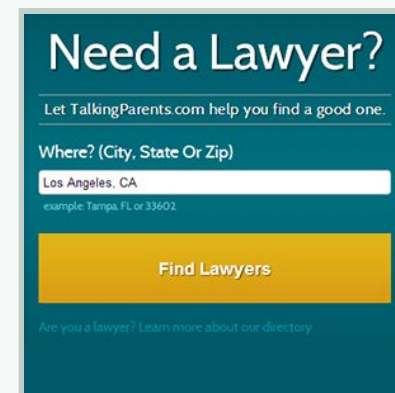 Need a Lawyer?
Let TalkingParents.com help you find a good one.
Where? (City, State Or Zip)
Los Angeles, CA
example: Tampa, FL or 33602
Find Lawyers
Are you a lawyer? Learn more about our directory